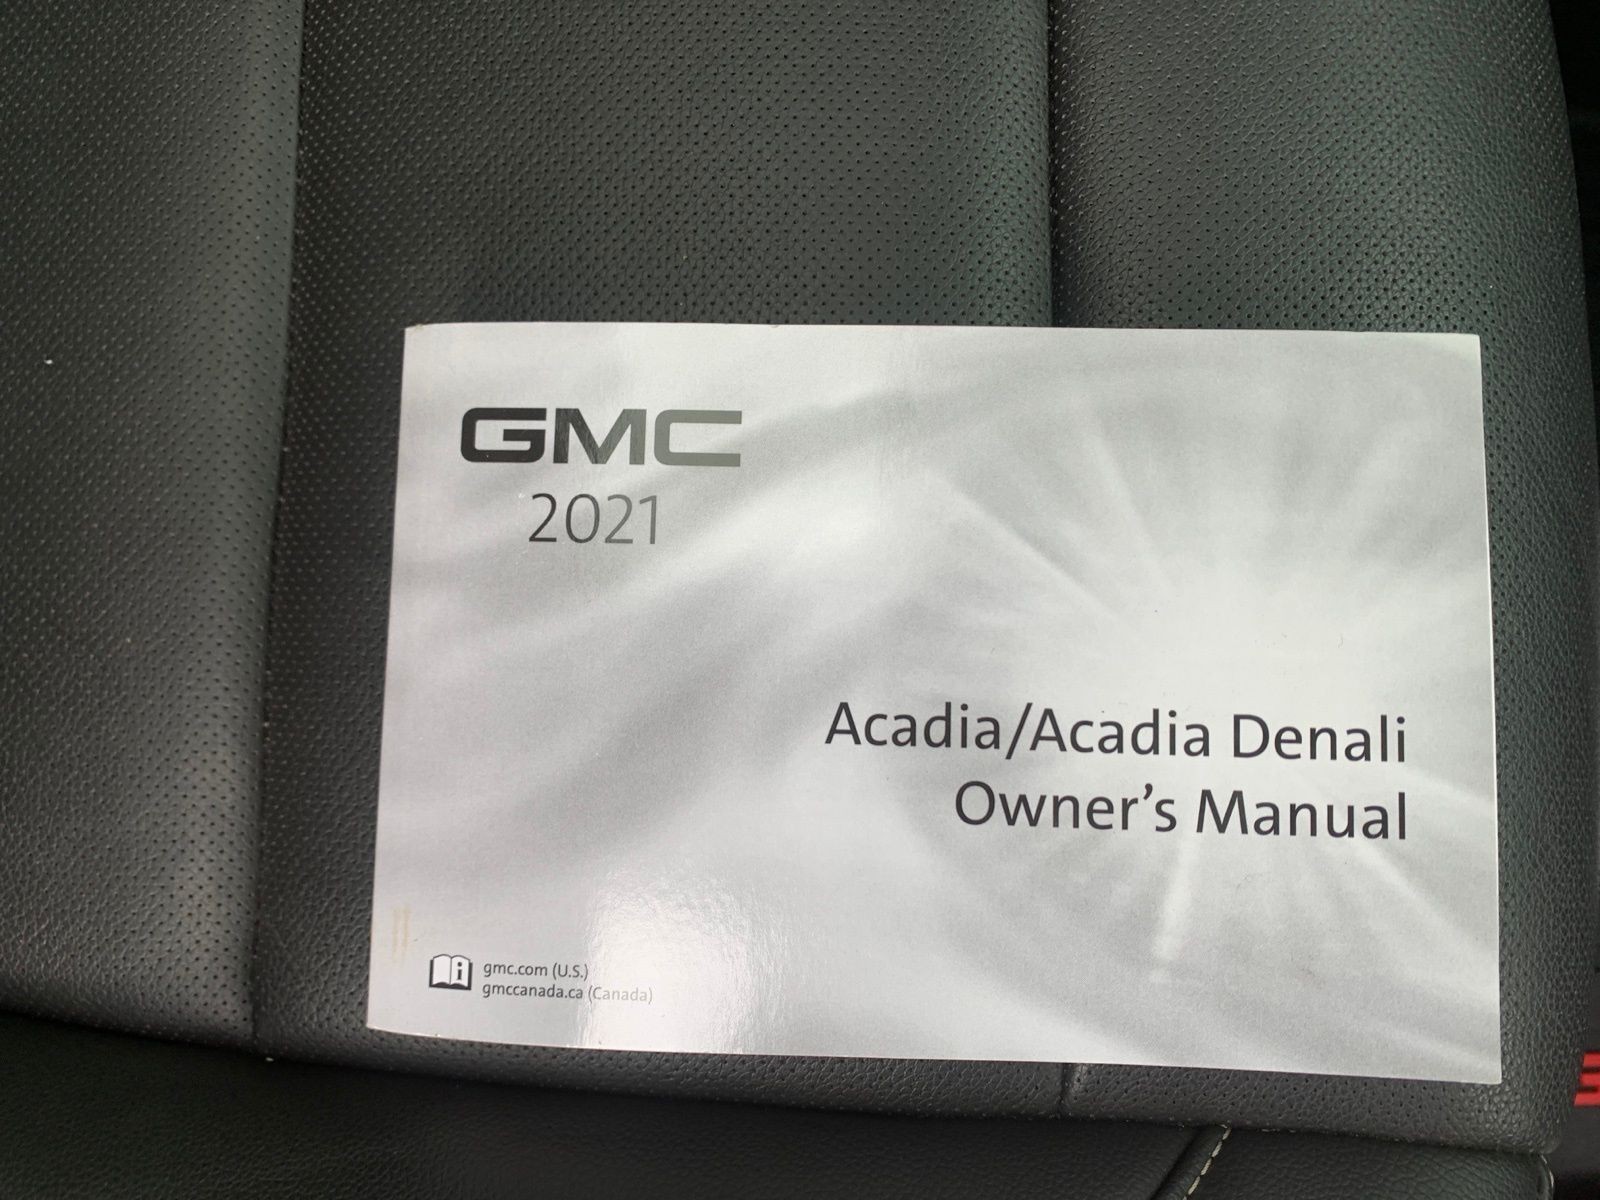 GMC
2021
Acadia/Acadia Denali
Owner's Manual
gmc.com (U.S.)
gmccanada.ca (Canada)